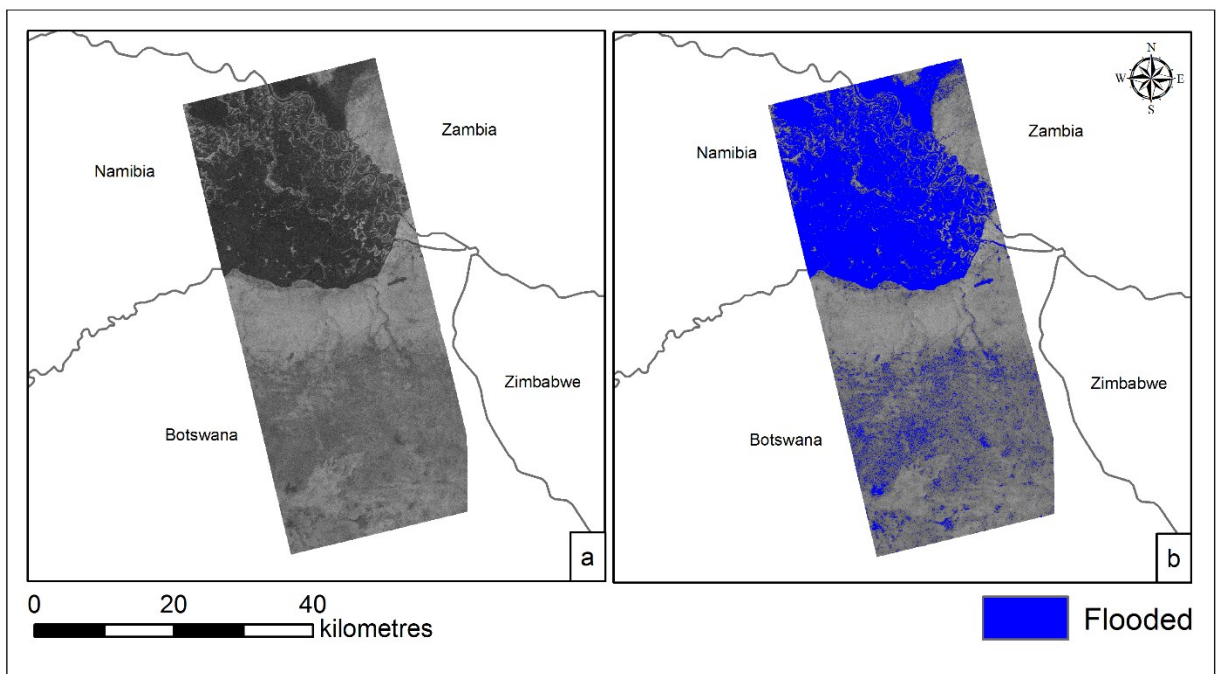 Zambia
Namibia
Zimbabwe
Botswana
a
N
W E
S
Zambia
Namibia
Zimbabwe
Botswana
b
0 20 40
kilometres
Flooded